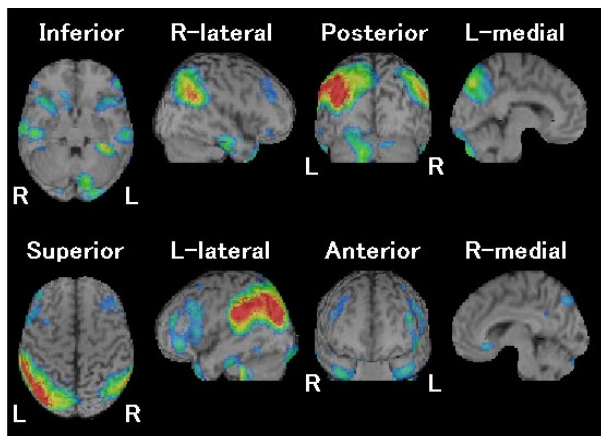 Inferior R-lateral Posterior L-medial
R L L R
Superior L-lateral Anterior R-medial
L R R L